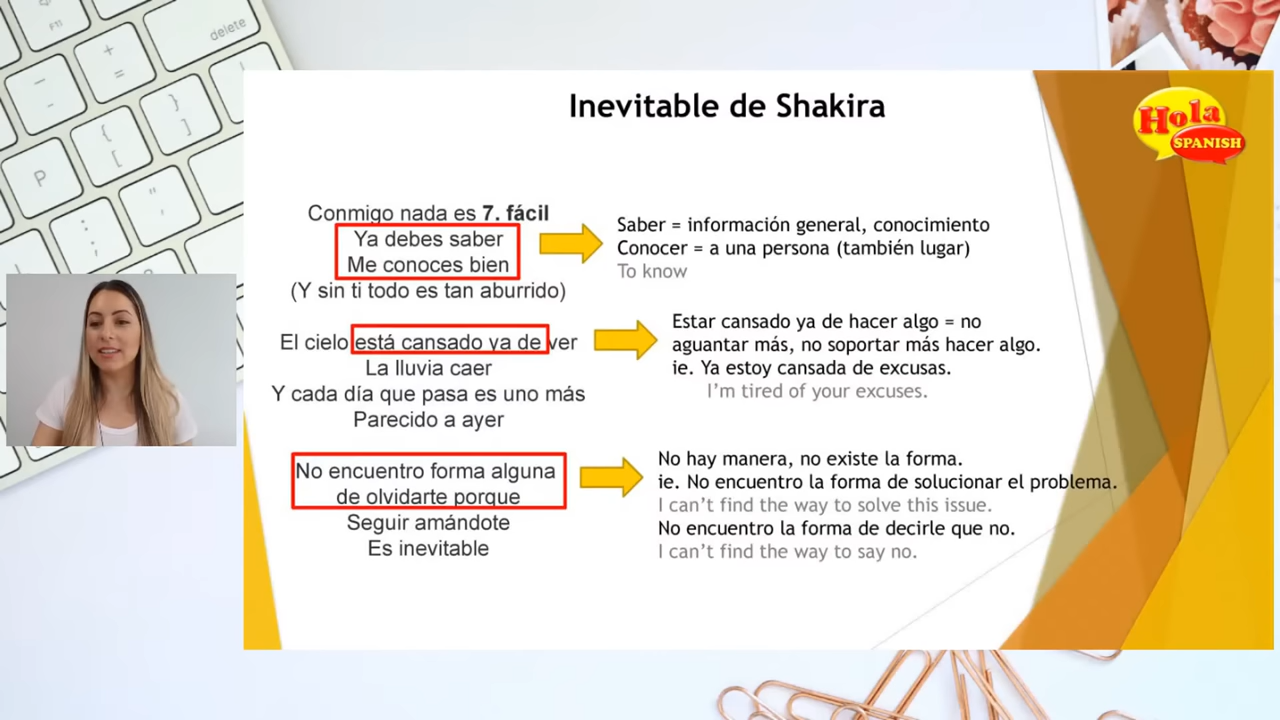 F11
delete
+
=
-
-
}
]
{
[
P
"
'
:
;
Inevitable de Shakira
Hola
SPANISH
Conmigo nada es 7. fácil
Ya debes saber
Me conoces bien
(Y sin ti todo es tan aburrido)
Saber = información general, conocimiento
Conocer = a una persona (también lugar)
To know
El cielo está cansado ya de ver
La lluvia caer
Y cada día que pasa es uno más
Parecido a ayer
Estar cansado ya de hacer algo = no
aguantar más, no soportar más hacer algo.
ie. Ya estoy cansada de excusas.
I’m tired of your excuses.
No encuentro forma alguna
de olvidarte porque
Seguir amándote
Es inevitable
No hay manera, no existe la forma.
ie. No encuentro la forma de solucionar el problema.
I can’t find the way to solve this issue.
No encuentro la forma de decirle que no.
I can’t find the way to say no.